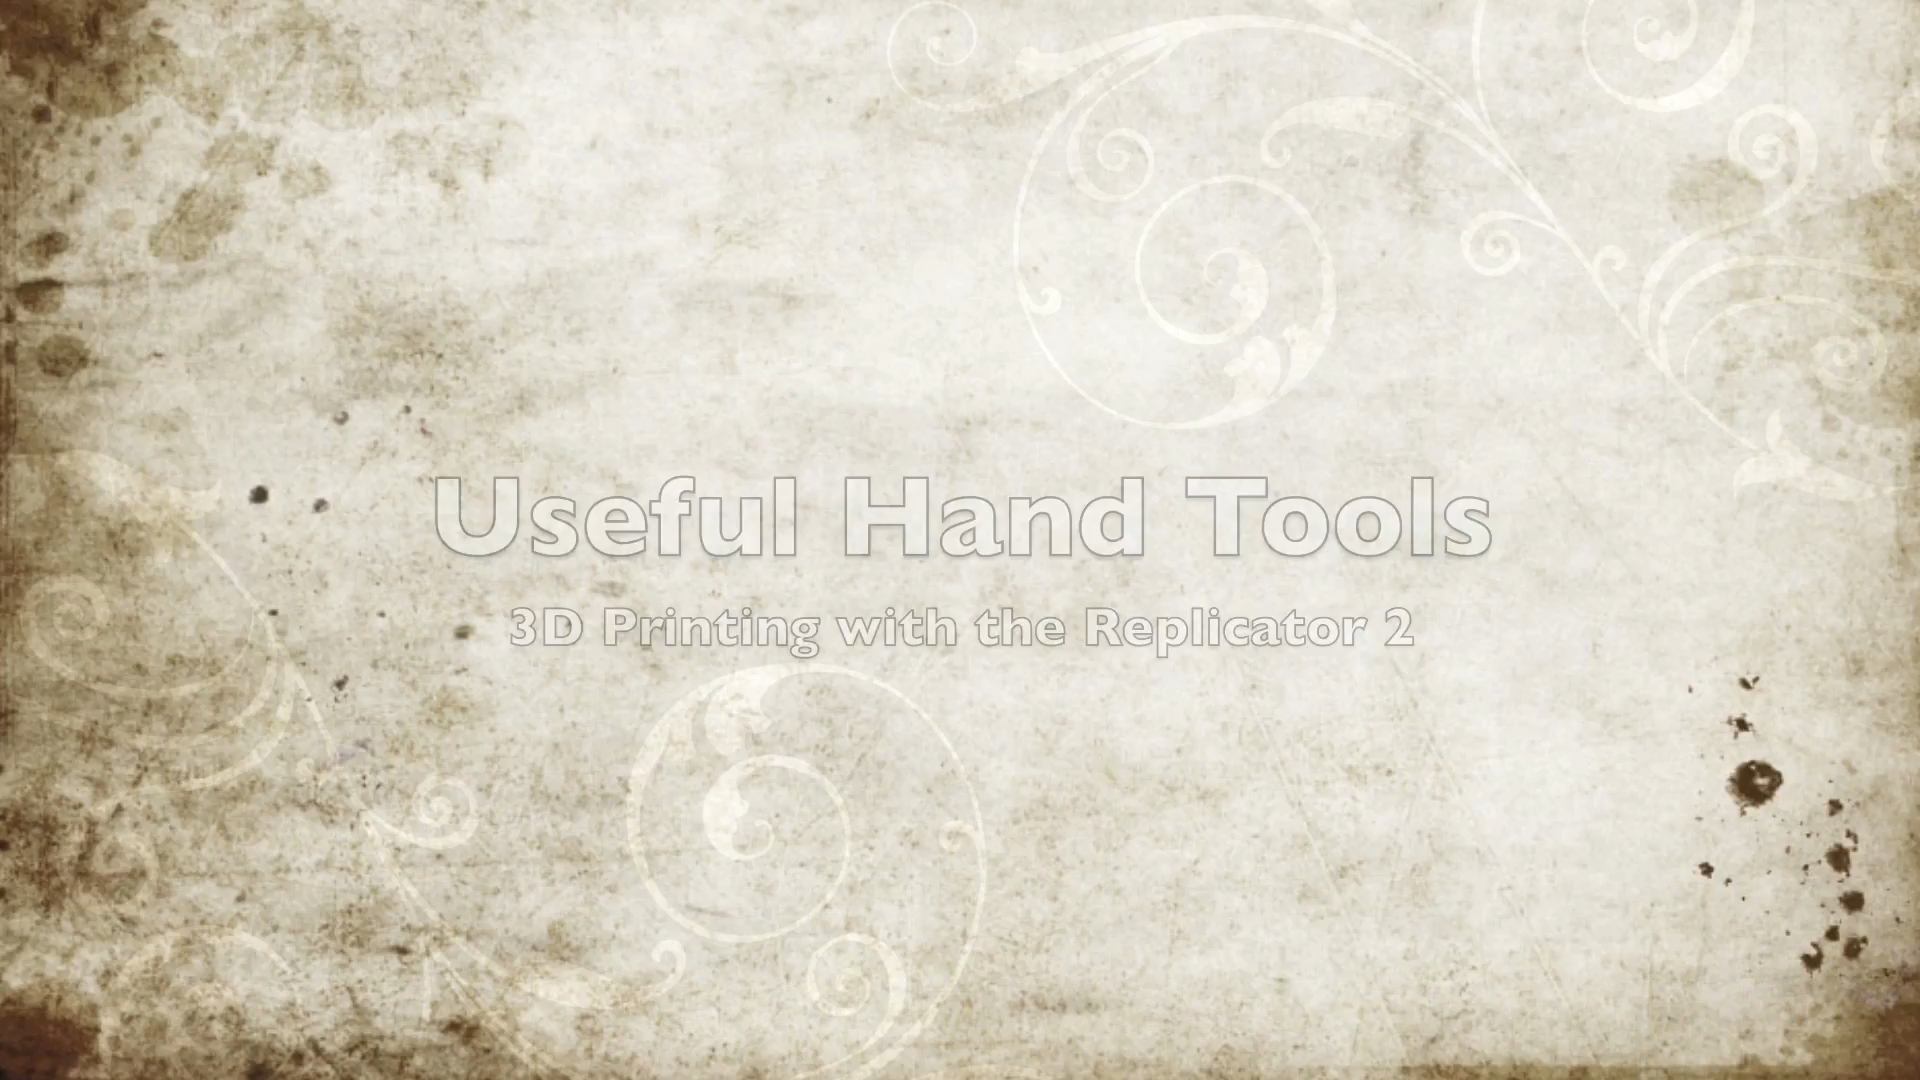 Useful Hand Tools
3D Printing with the Replicator 2